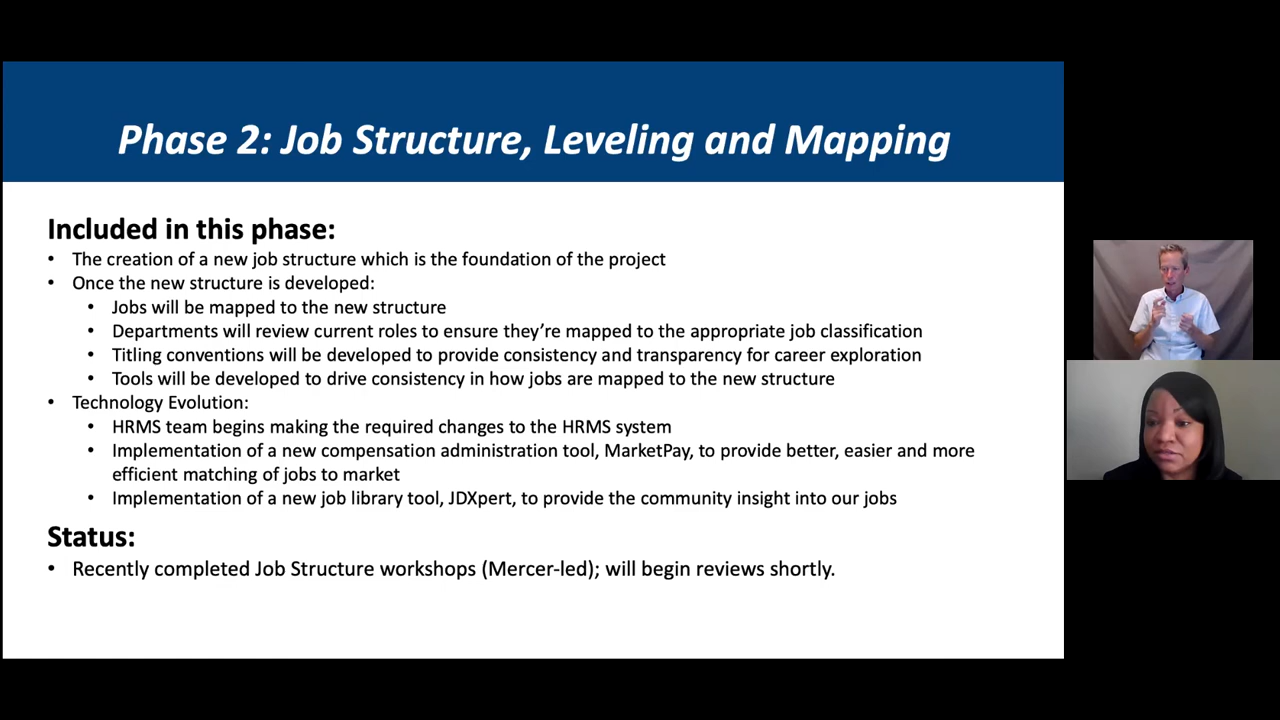 Phase 2: Job Structure, Leveling and Mapping
Included in this phase:
• The creation of a new job structure which is the foundation of the project
• Once the new structure is developed:
• Jobs will be mapped to the new structure
• Departments will review current roles to ensure they’re mapped to the appropriate job classification
• Titling conventions will be developed to provide consistency and transparency for career exploration
• Tools will be developed to drive consistency in how jobs are mapped to the new structure
• Technology Evolution:
• HRMS team begins making the required changes to the HRMS system
• Implementation of a new compensation administration tool, MarketPay, to provide better, easier and more
efficient matching of jobs to market
• Implementation of a new job library tool, JDXpert, to provide the community insight into our jobs
Status:
• Recently completed Job Structure workshops (Mercer-led); will begin reviews shortly.